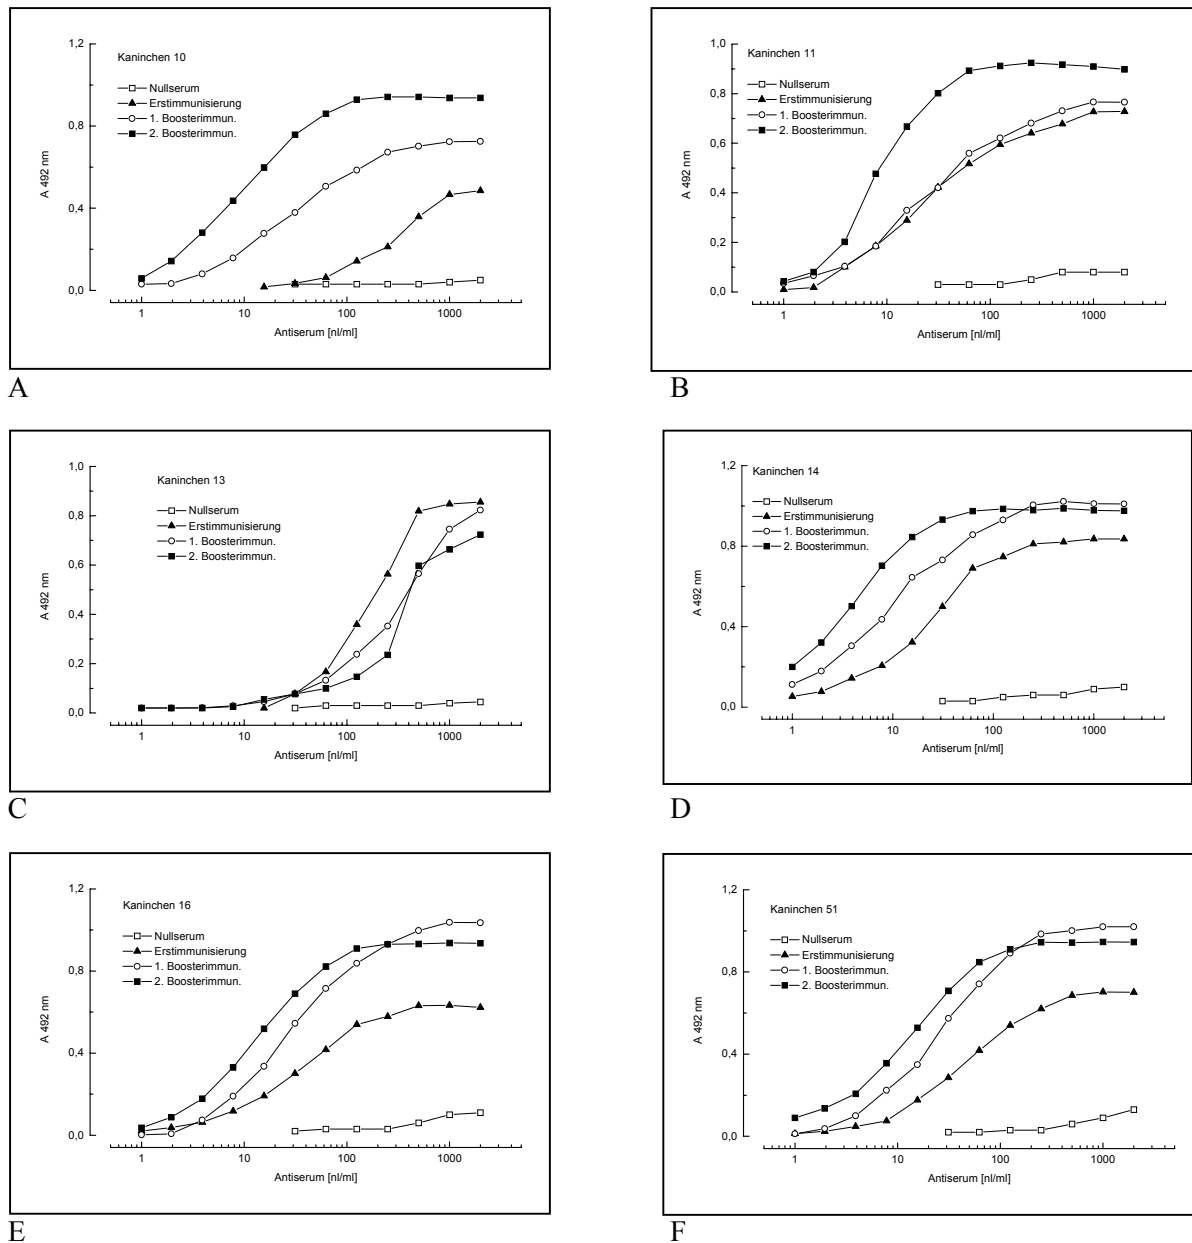 Kaninchen 10
Nullserum
Erstimmunisierung
1. Boosterimmun.
2. Boosterimmun.
A 492 nm
1,2
0,8
0,4
0,0
1 10 100 1000
Antiserum [nl/ml]
A
Kaninchen 11
Nullserum
Erstimmunisierung
1. Boosterimmun.
2. Boosterimmun.
A 492 nm
1,0
0,8
0,6
0,4
0,2
0,0
1 10 100 1000
Antiserum [nl/ml]
B
Kaninchen 13
Nullserum
Erstimmunisierung
1. Boosterimmun.
2. Boosterimmun.
A 492 nm
1,0
0,8
0,6
0,4
0,2
0,0
1 10 100 1000
Antiserum [nl/ml]
C
Kaninchen 14
Nullserum
Erstimmunisierung
1. Boosterimmun.
2. Boosterimmun.
A 492 nm
1,2
0,8
0,4
0,0
1 10 100 1000
Antiserum [nl/ml]
D
Kaninchen 16
Nullserum
Erstimmunisierung
1. Boosterimmun.
2. Boosterimmun.
A 492 nm
1,2
0,8
0,4
0,0
1 10 100 1000
Antiserum [nl/ml]
E
Kaninchen 51
Nullserum
Erstimmunisierung
1. Boosterimmun.
2. Boosterimmun.
A 492 nm
1,2
0,8
0,4
0,0
1 10 100 1000
Antiserum [nl/ml]
F